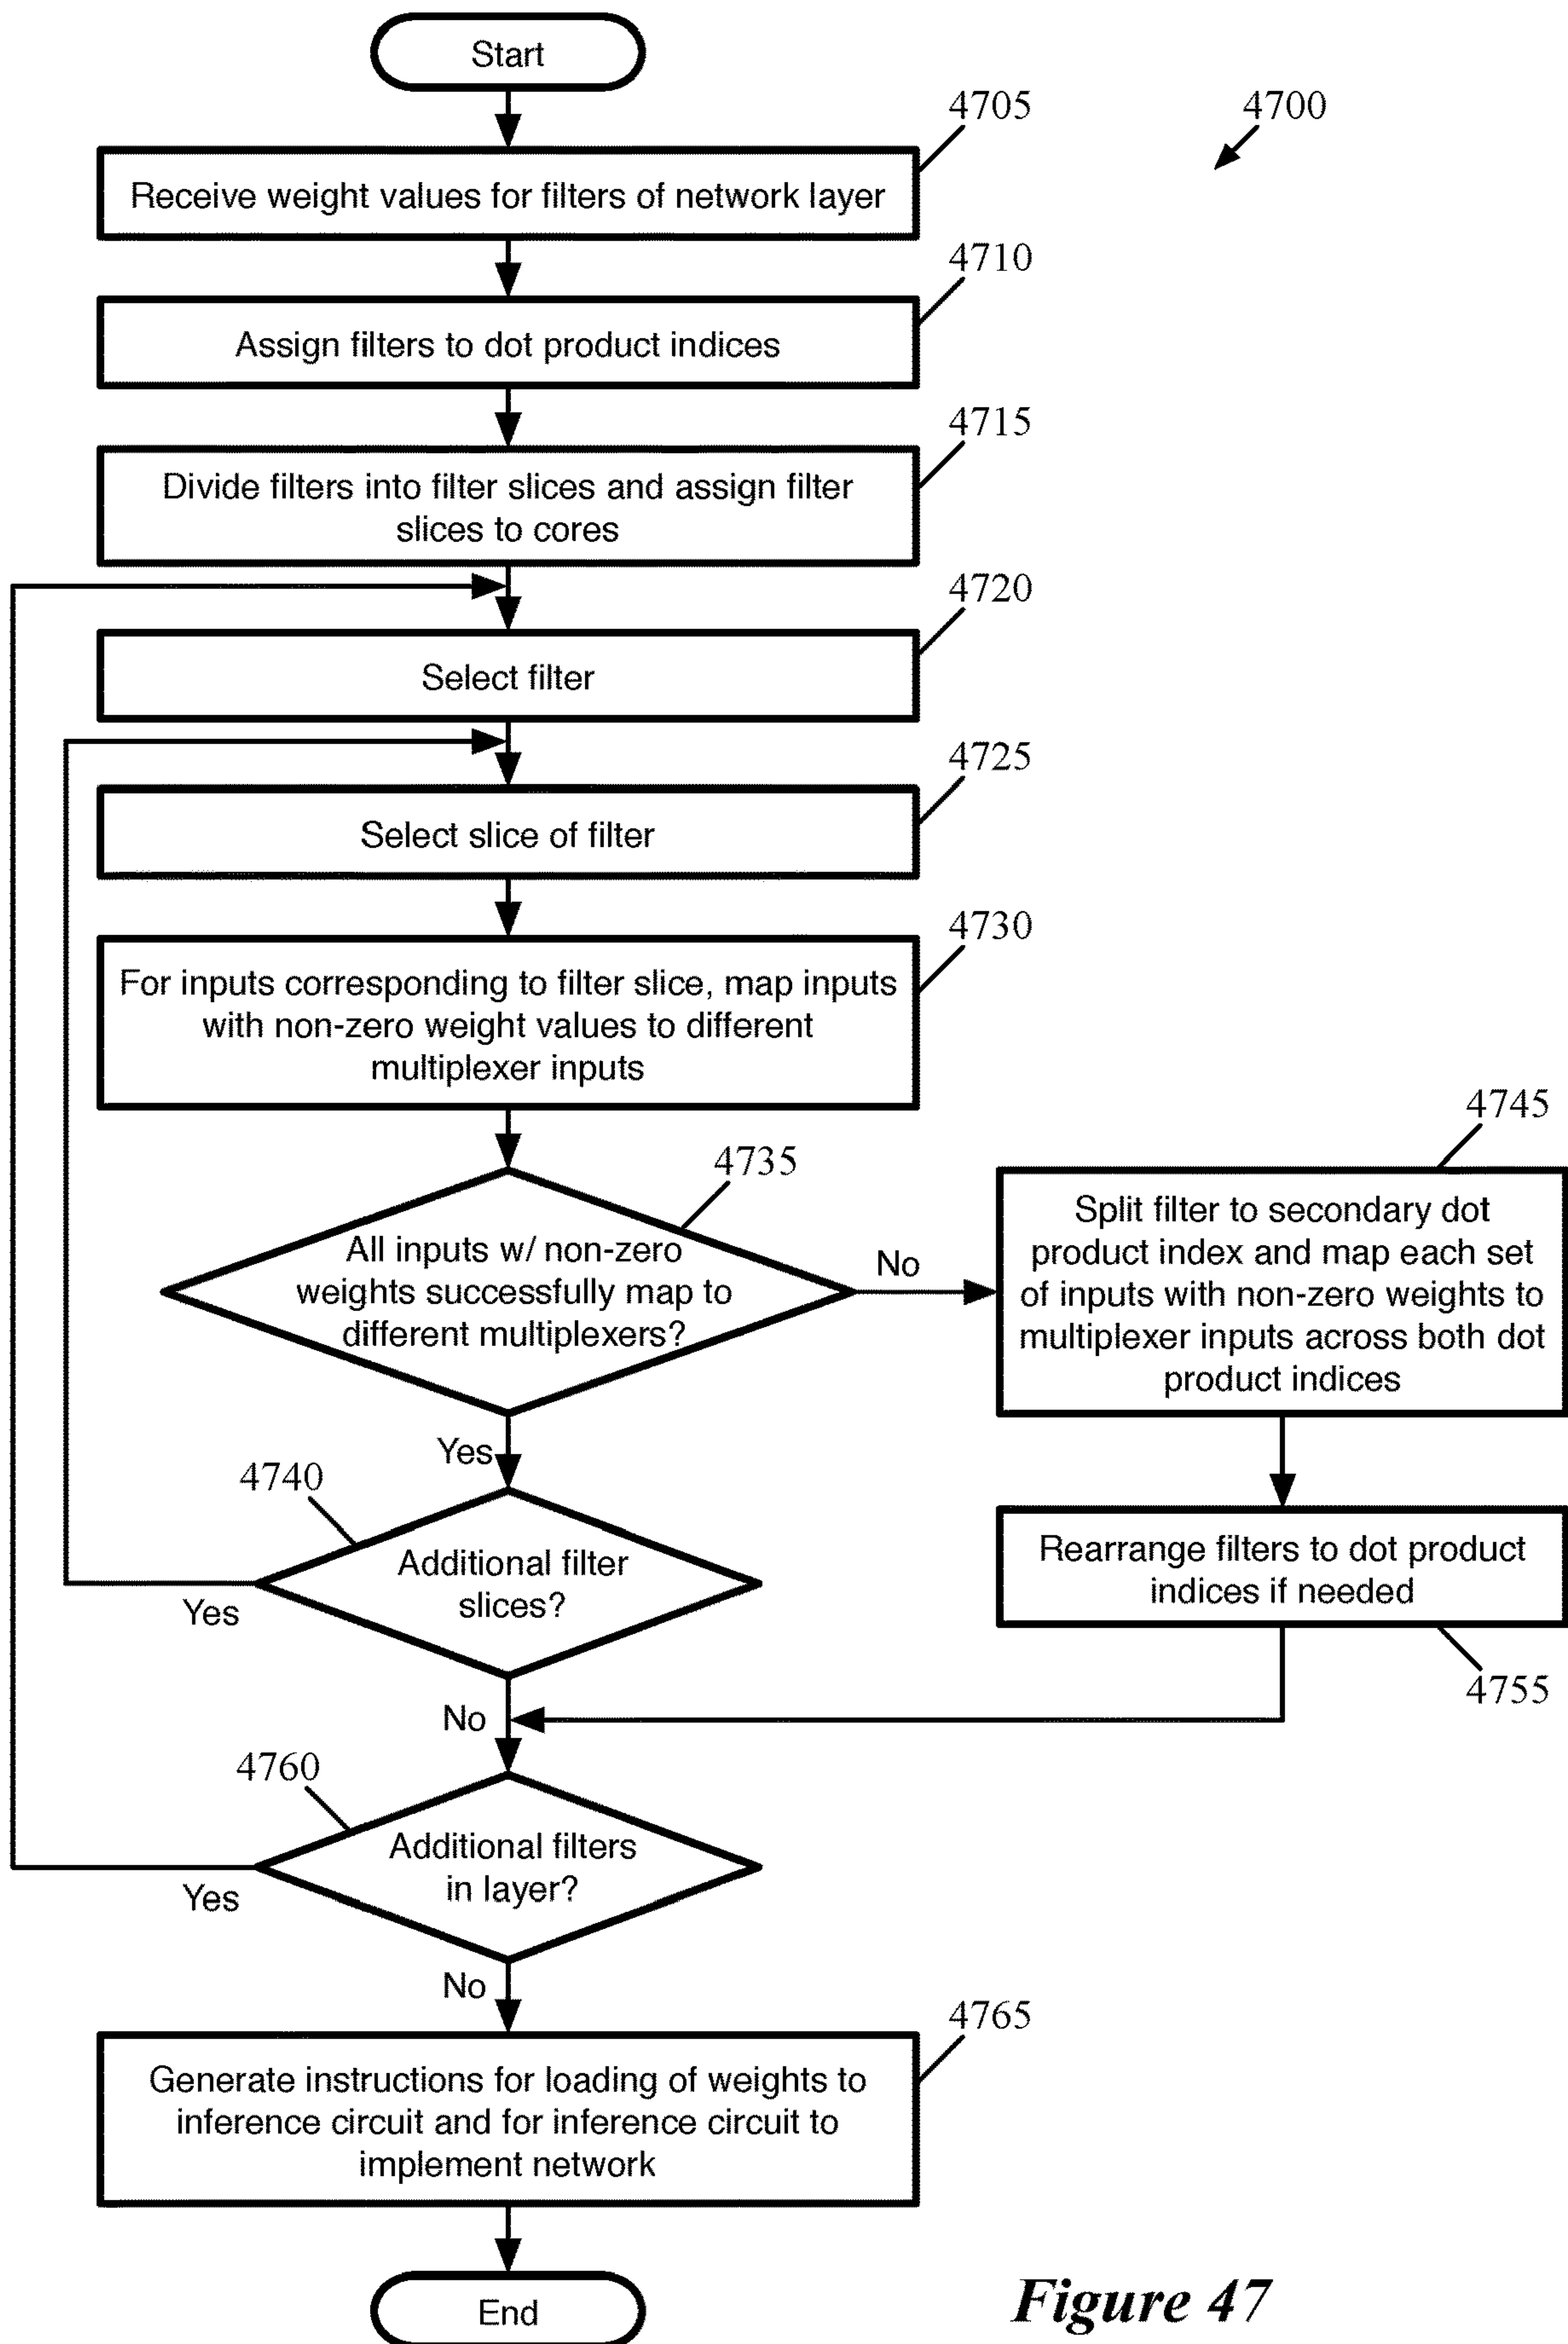 Start
4705
4700
Receive weight values for filters of network layer
4710
Assign filters to dot product indices
4715
Divide filters into filter slices and assign filter
slices to cores
4720
Select filter
4725
Select slice of filter
4730
For inputs corresponding to filter slice, map inputs
with non-zero weight values to different
multiplexer inputs
4735
All inputs w/ non-zero
weights successfully map to
different multiplexers?
No
4745
Split filter to secondary dot
product index and map each set
of inputs with non-zero weights to
multiplexer inputs across both dot
product indices
Yes
4740
Additional filter
slices?
Yes
Rearrange filters to dot product
indices if needed
4755
No
4760
Additional filters
in layer?
Yes
No
4765
Generate instructions for loading of weights to
inference circuit and for inference circuit to
implement network
End
Figure 47